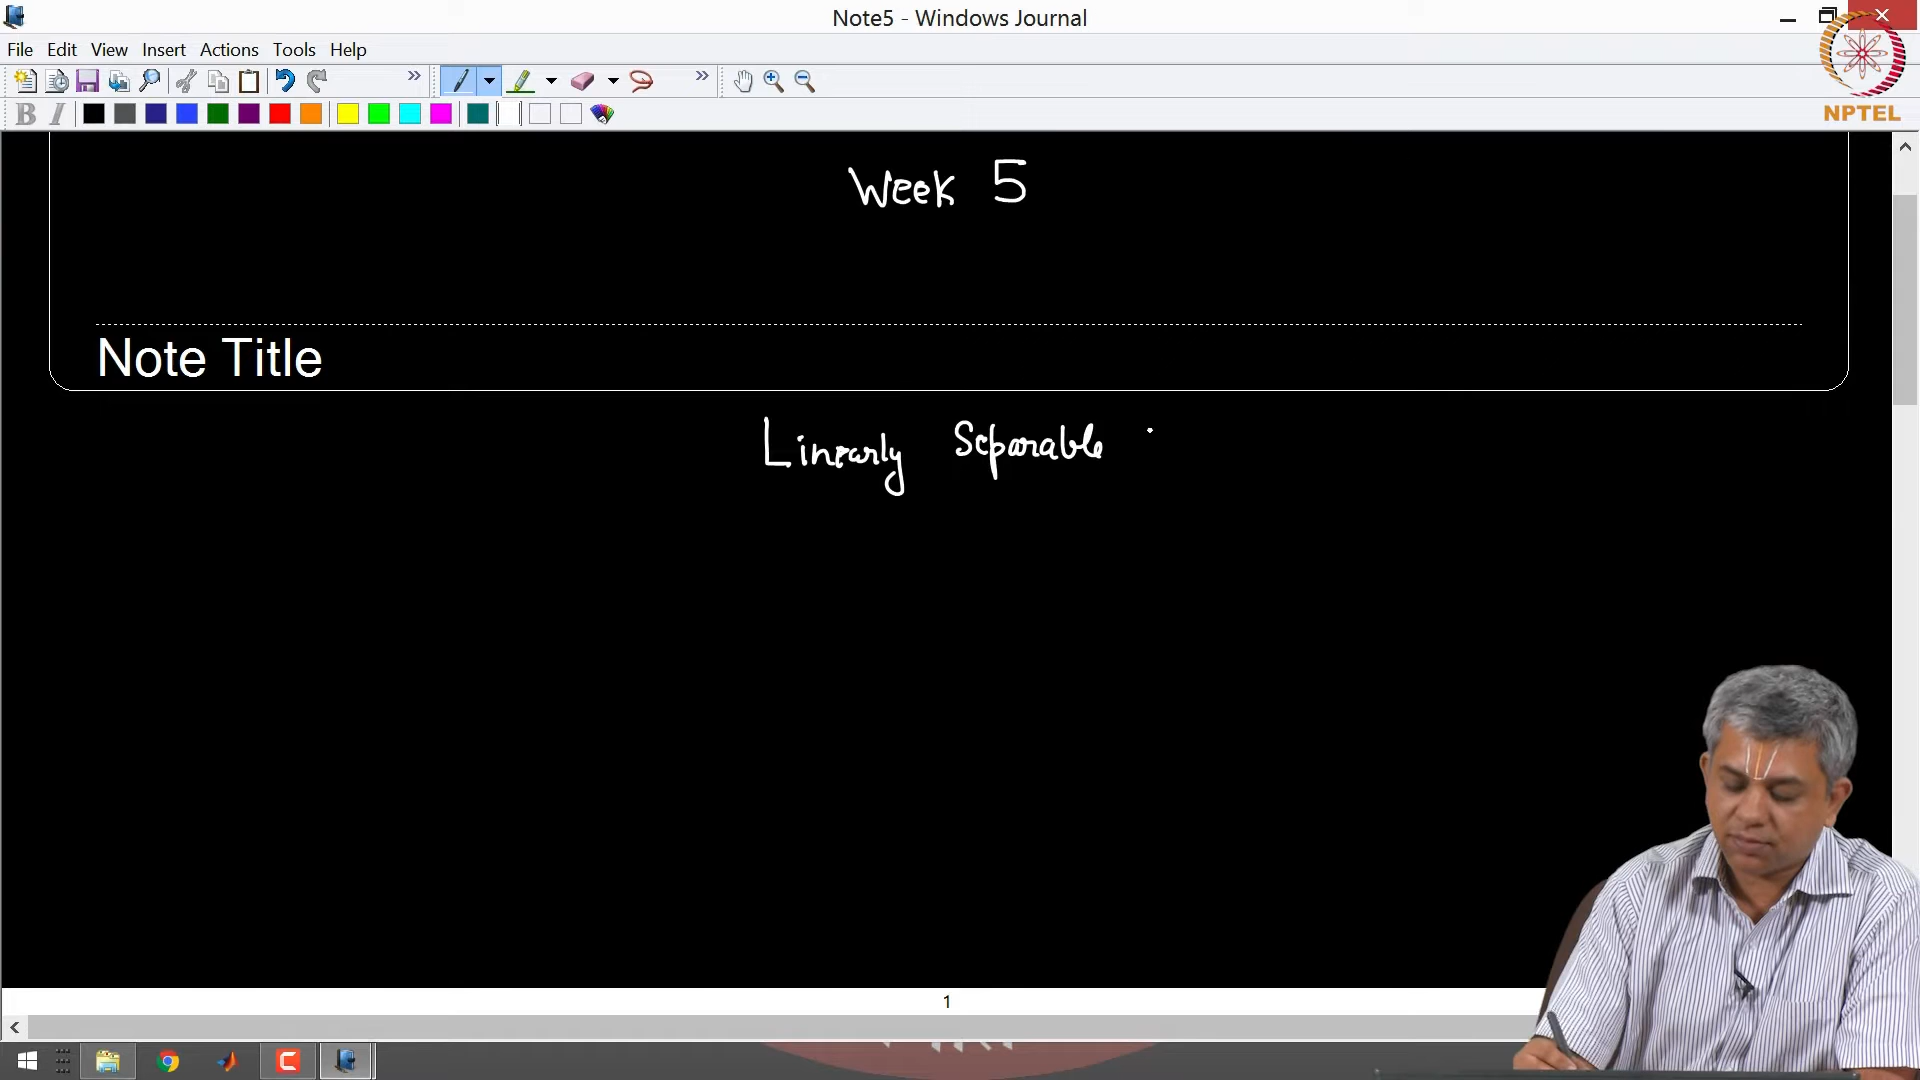 Note5 - Windows Journal
File Edit View Insert Actions Tools Help
B I
NPTEL
Week 5
Note Title
Linearly Separable
1